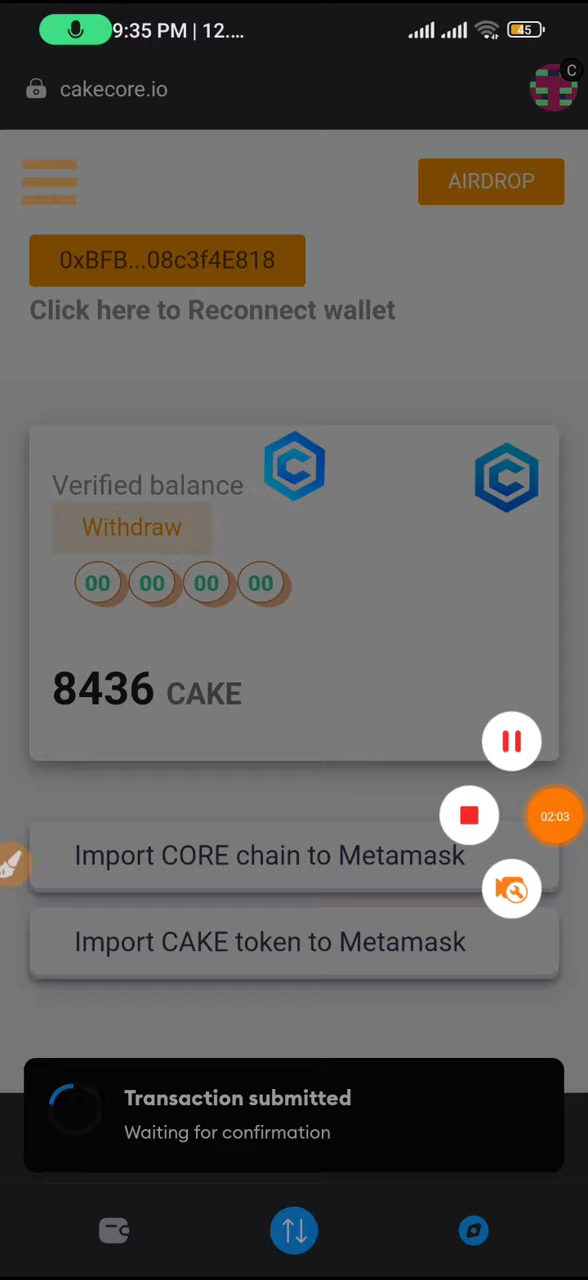 9:35 PM | 12....
45
cakecore.io
C
AIRDROP
0xBFB...08c3f4E818
Click here to Reconnect wallet
Verified balance
Withdraw
00 00 00 00
8436 CAKE
02:03
Import CORE chain to Metamask
Import CAKE token to Metamask
Transaction submitted
Waiting for confirmation